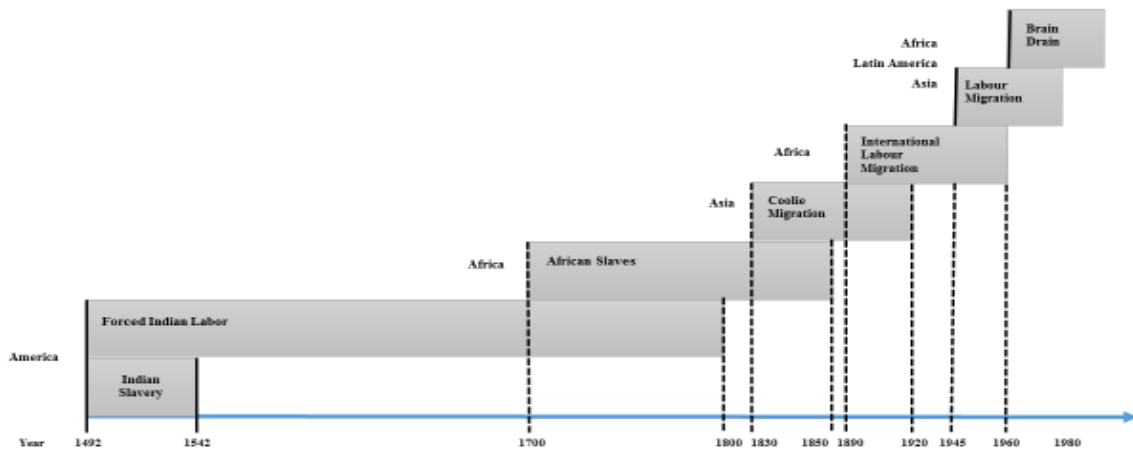 Brain
Drain
Africa
Latin America
Asia
Labour
Migration
International
Labour
Migration
Africa
Asia
Coolie
Migration
Africa
African Slaves
Forced Indian Labor
America
Indian
Slavery
Year 1492 1542 1700 1800 1830 1850 1890 1920 1945 1960 1980